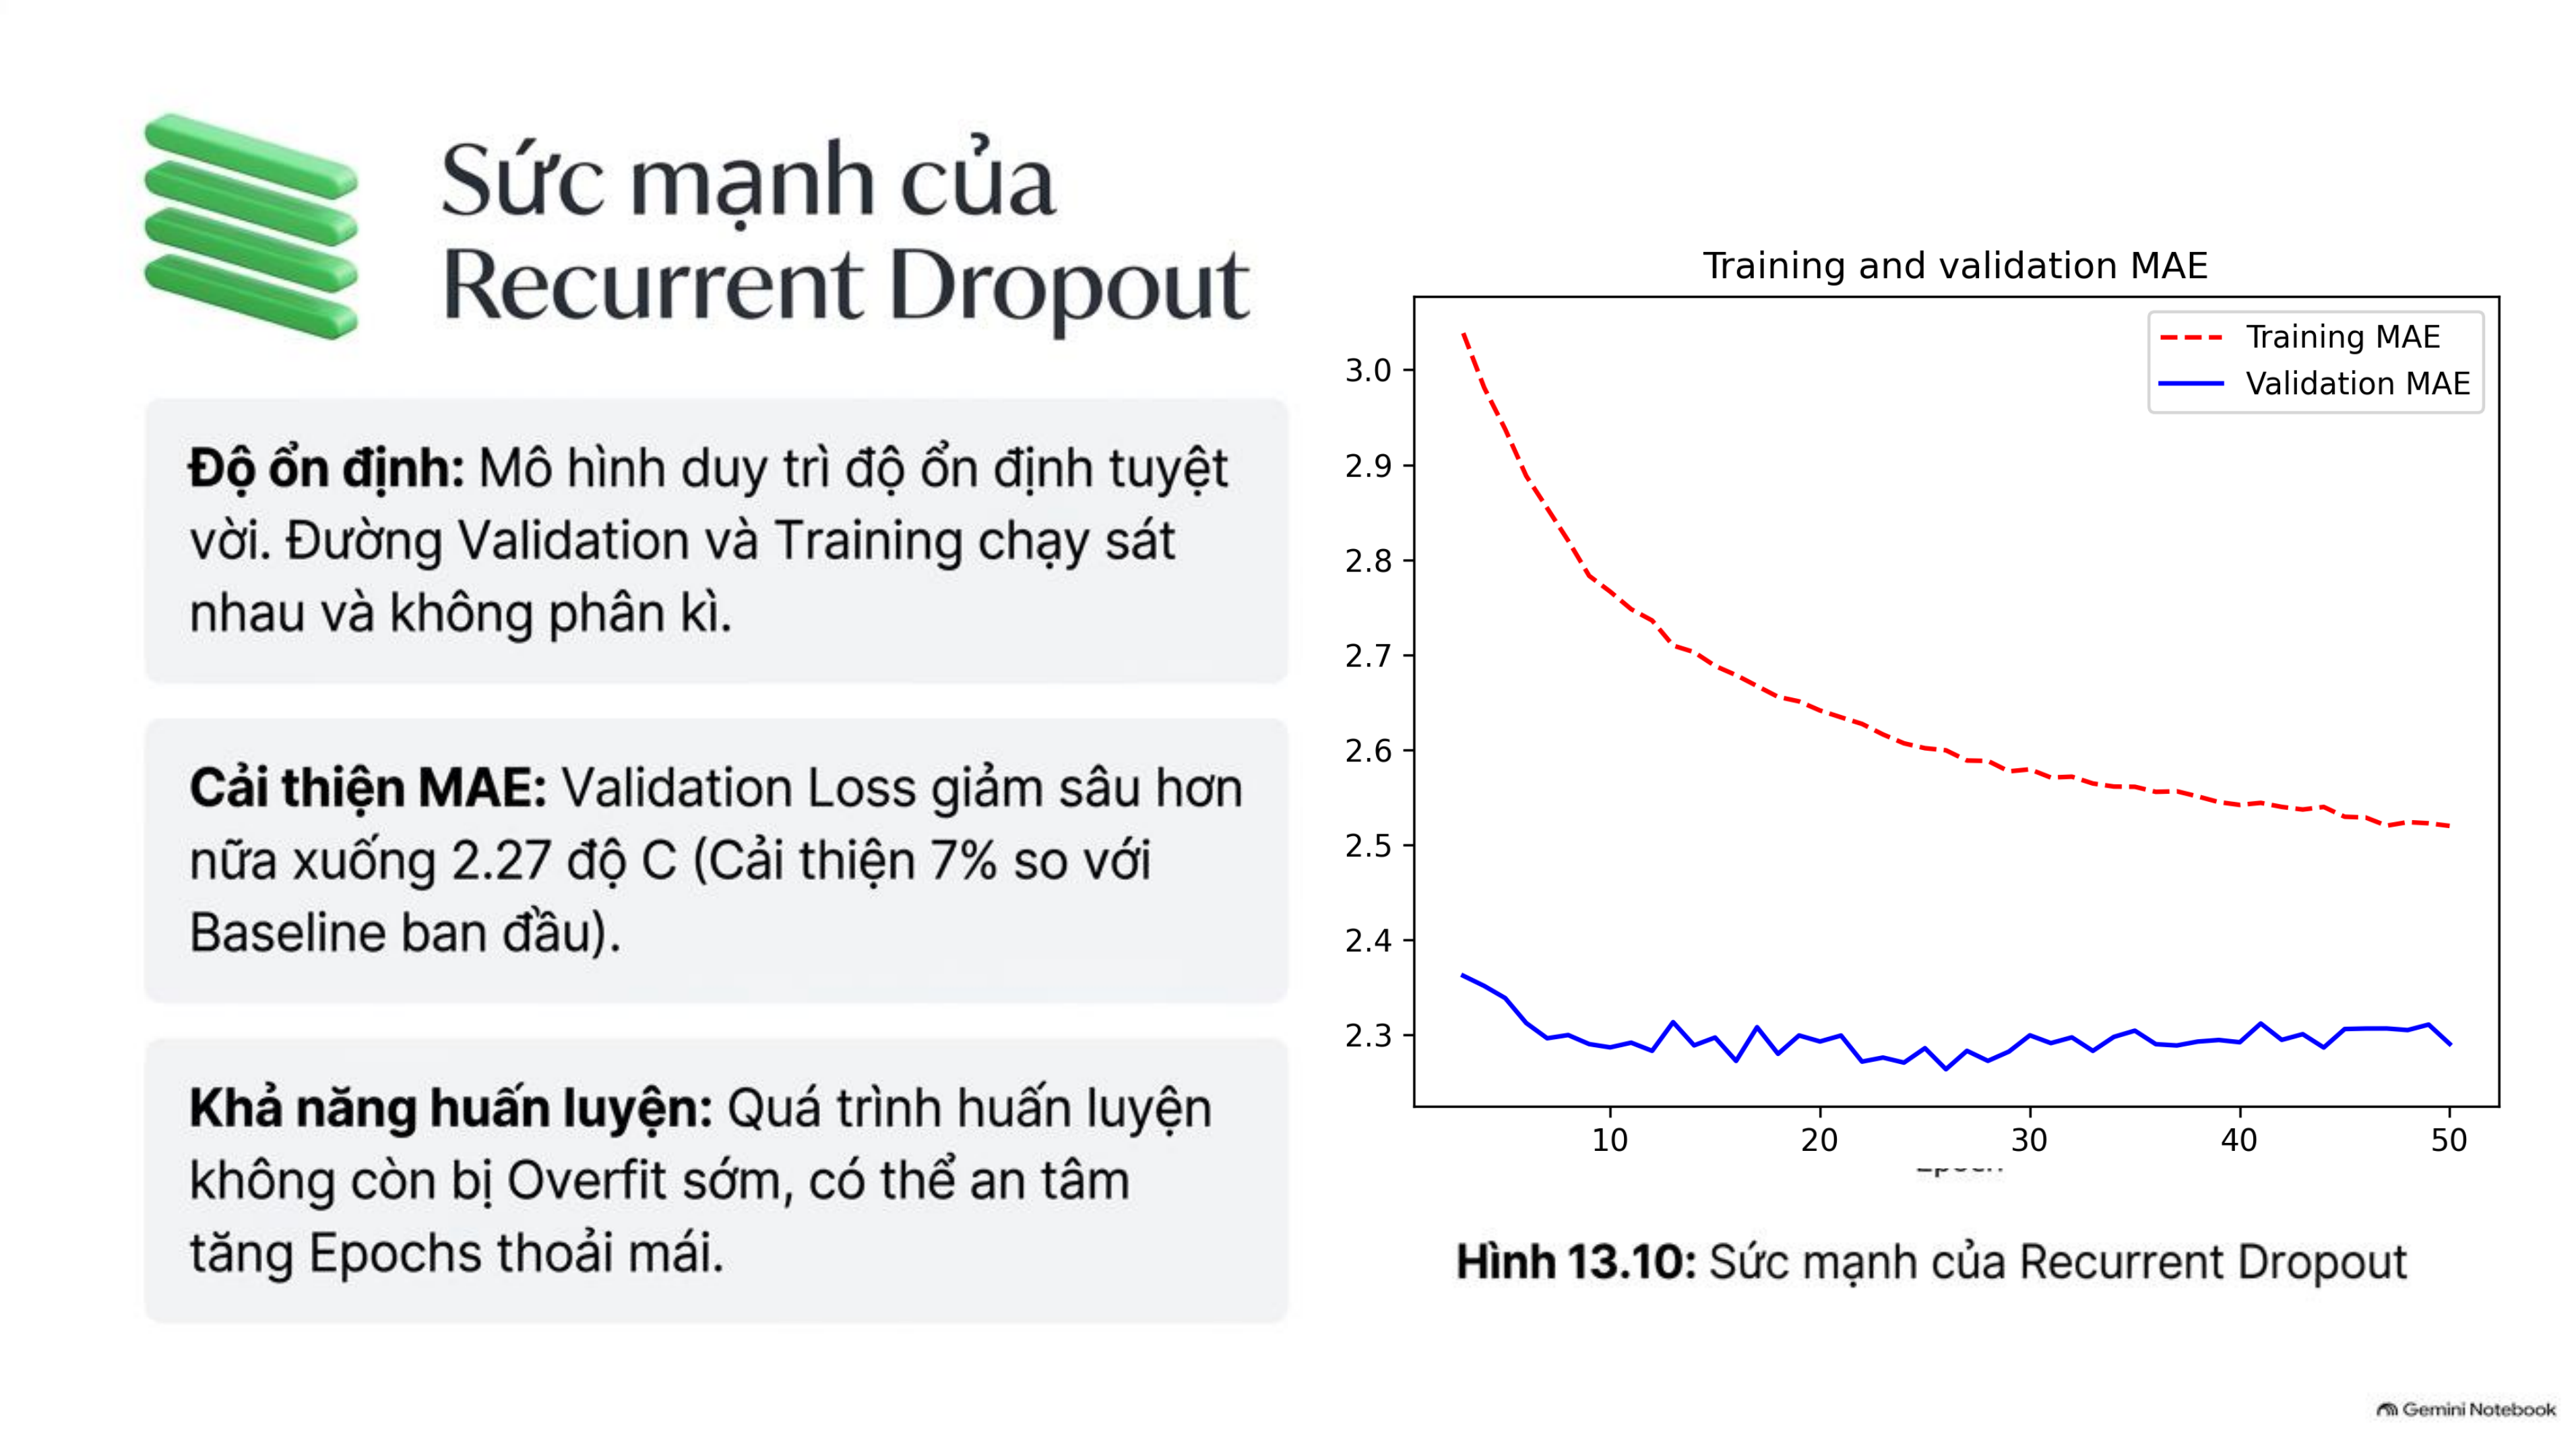 Sức mạnh của
Recurrent Dropout
Độ ổn định: Mô hình duy trì độ ổn định tuyệt
vời. Đường Validation và Training chạy sát
nhau và không phân kì.
Cải thiện MAE: Validation Loss giảm sâu hơn
nữa xuống 2.27 độ C (Cải thiện 7% so với
Baseline ban đầu).
Khả năng huấn luyện: Quá trình huấn luyện
không còn bị Overfit sớm, có thể an tâm
tăng Epochs thoải mái.
Training and validation MAE
Training MAE
Validation MAE
3.0
2.9
2.8
2.7
2.6
2.5
2.4
2.3
10 20 30 40 50
Epoch
Hình 13.10: Sức mạnh của Recurrent Dropout
Gemini Notebook